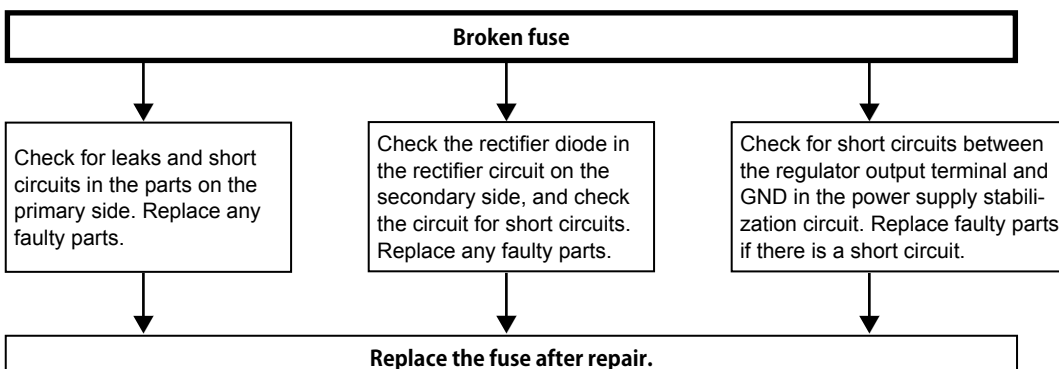 Broken fuse
Check for leaks and short
circuits in the parts on the
primary side. Replace any
faulty parts.
Check the rectifier diode in
the rectifier circuit on the
secondary side, and check
the circuit for short circuits.
Replace any faulty parts.
Check for short circuits between
the regulator output terminal and
GND in the power supply stabili-
zation circuit. Replace faulty parts
if there is a short circuit.
Replace the fuse after repair.